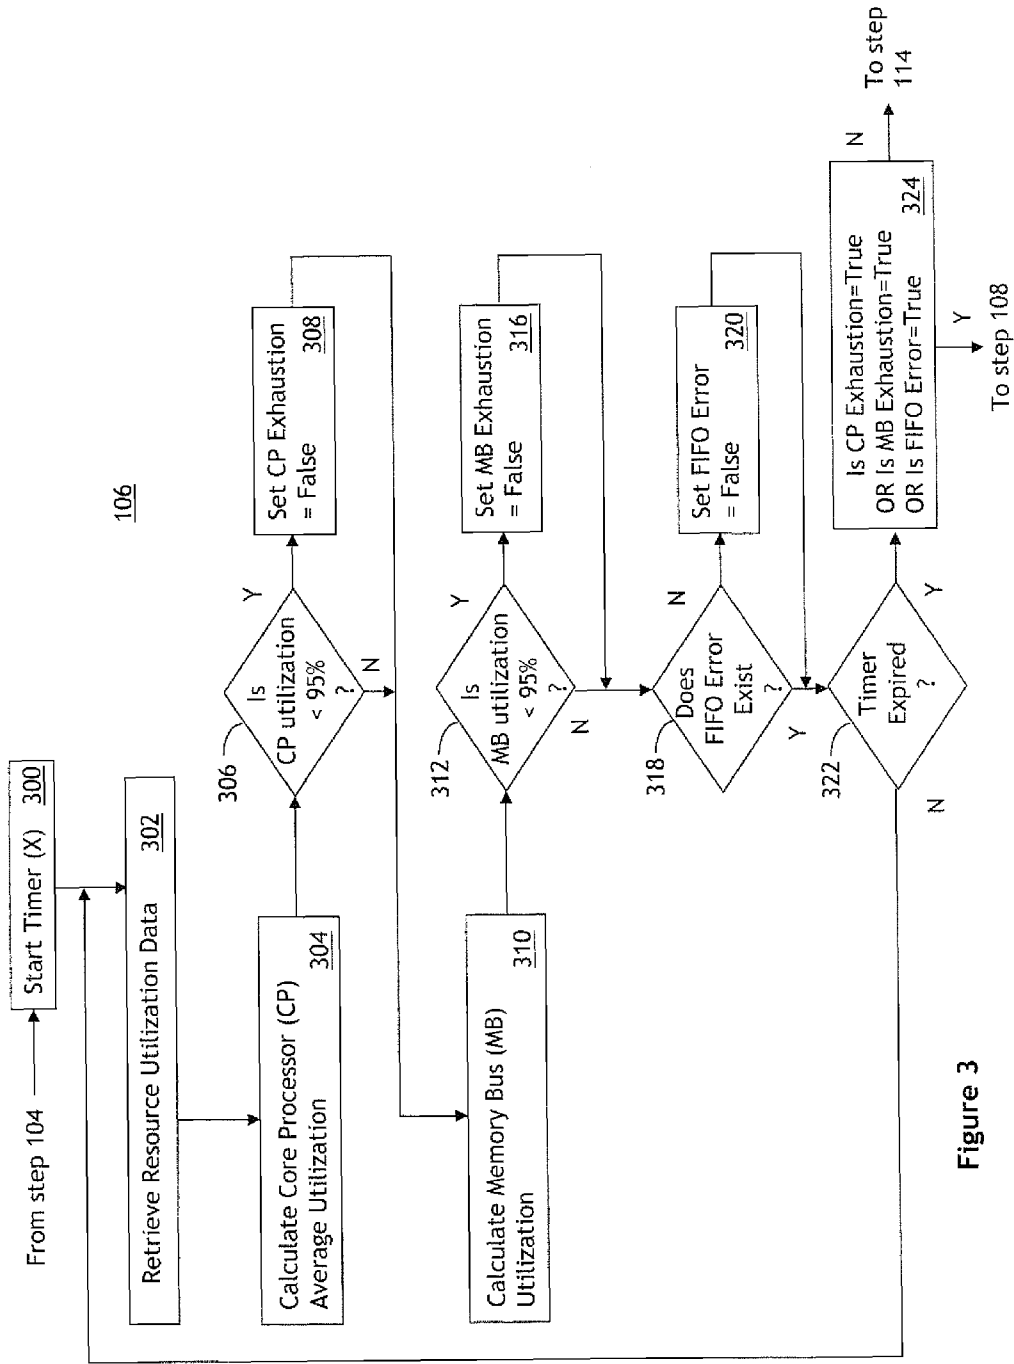 106
From step 104
Start Timer (X) 300
Retrieve Resource Utilization Data 302
Calculate Core Processor (CP)
Average Utilization 304
306
Is
CP utilization
< 95%
?
Y
N
Set CP Exhaustion
= False 308
Calculate Memory Bus (MB)
Utilization 310
312
Is
MB utilization
< 95%
?
Y
N
Set MB Exhaustion
= False 316
318
Does
FIFO Error
Exist
?
N
Y
Set FIFO Error
= False 320
322
Timer
Expired
?
Y
N
Is CP Exhaustion=True
OR Is MB Exhaustion=True
OR Is FIFO Error=True
324
N
To step
114
Y
To step 108
Figure 3